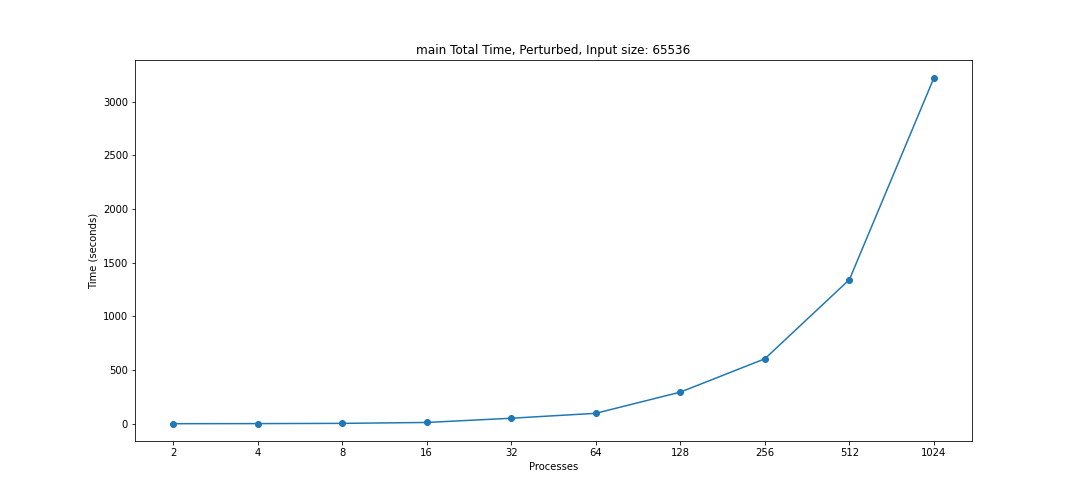 main Total Time, Perturbed, Input size: 65536
3000
2500
2000
1500
1000
500
0
Time (seconds)
2 4 8 16 32 64 128 256 512 1024
Processes